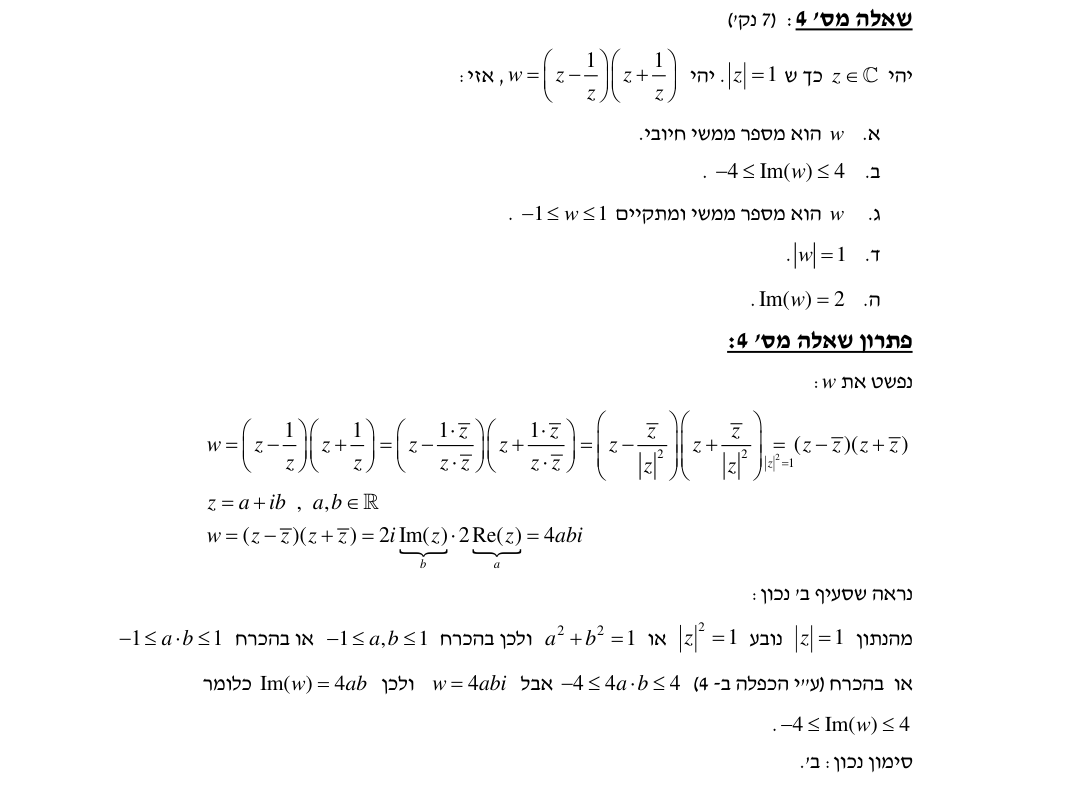 שאלה מס׳ 4 : (7 נק׳)
יהי z ∈ ℂ כך ש |z| = 1. יהי w = (z − 1/z)(z + 1/z) , אזי :
א. w הוא מספר ממשי חיובי.
ב. −4 ≤ Im(w) ≤ 4 .
ג. w הוא מספר ממשי ומתקיים −1 ≤ w ≤ 1 .
ד. |w| = 1.
ה. Im(w) = 2 .
פתרון שאלה מס׳ 4:
נפשט את w :
w = (z − 1/z)(z + 1/z) = (z − (1·z̅)/(z·z̅))(z + (1·z̅)/(z·z̅)) = (z − z̅/|z|²)(z + z̅/|z|²) =_{|z|²=1} (z − z̅)(z + z̅)
z = a + ib , a,b ∈ ℝ
w = (z − z̅)(z + z̅) = 2i Im(z) · 2 Re(z) = 4abi
b a
נראה שסעיף ב׳ נכון :
מהנתון |z| = 1 נובע |z|² = 1 או a² + b² = 1 ולכן בהכרח −1 ≤ a,b ≤ 1 או בהכרח −1 ≤ a·b ≤ 1
או בהכרח (ע״י הכפלה ב- 4) −4 ≤ 4a·b ≤ 4 אבל w = 4abi ולכן Im(w) = 4ab כלומר
−4 ≤ Im(w) ≤ 4 .
סימון נכון : ב׳.